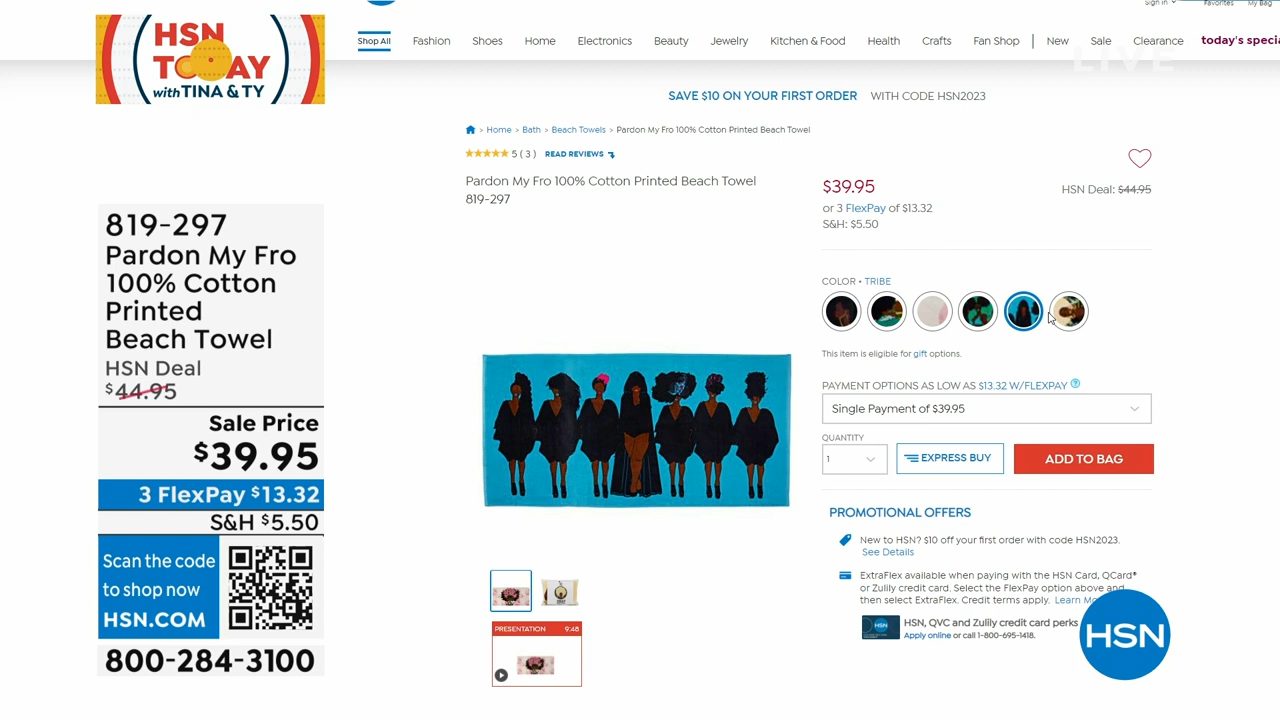 HSN
TODAY
with TINA & TY
Sign in
Favorites
My Bag
Shop All
Fashion
Shoes
Home
Electronics
Beauty
Jewelry
Kitchen & Food
Health
Crafts
Fan Shop
New
Sale
Clearance
today's specia
LIVE
SAVE $10 ON YOUR FIRST ORDER WITH CODE HSN2023
> Home > Bath > Beach Towels > Pardon My Fro 100% Cotton Printed Beach Towel
5 ( 3 ) READ REVIEWS
Pardon My Fro 100% Cotton Printed Beach Towel
819-297
$39.95
HSN Deal: $44.95
or 3 FlexPay of $13.32
S&H: $5.50
COLOR • TRIBE
This item is eligible for gift options.
PAYMENT OPTIONS AS LOW AS $13.32 W/FLEXPAY ?
Single Payment of $39.95
QUANTITY
1
EXPRESS BUY
ADD TO BAG
PROMOTIONAL OFFERS
New to HSN? $10 off your first order with code HSN2023.
See Details
ExtraFlex available when paying with the HSN Card, QCard®
or Zulily credit card. Select the FlexPay option above and
then select ExtraFlex. Credit terms apply. Learn
HSN
HSN, QVC and Zulily credit card perks
Apply online or call 1-800-695-1418.
PRESENTATION 9:48
819-297
Pardon My Fro
100% Cotton
Printed
Beach Towel
HSN Deal
$44.95
Sale Price
$39.95
3 FlexPay $13.32
S&H $5.50
Scan the code
to shop now
HSN.COM
800-284-3100
HSN